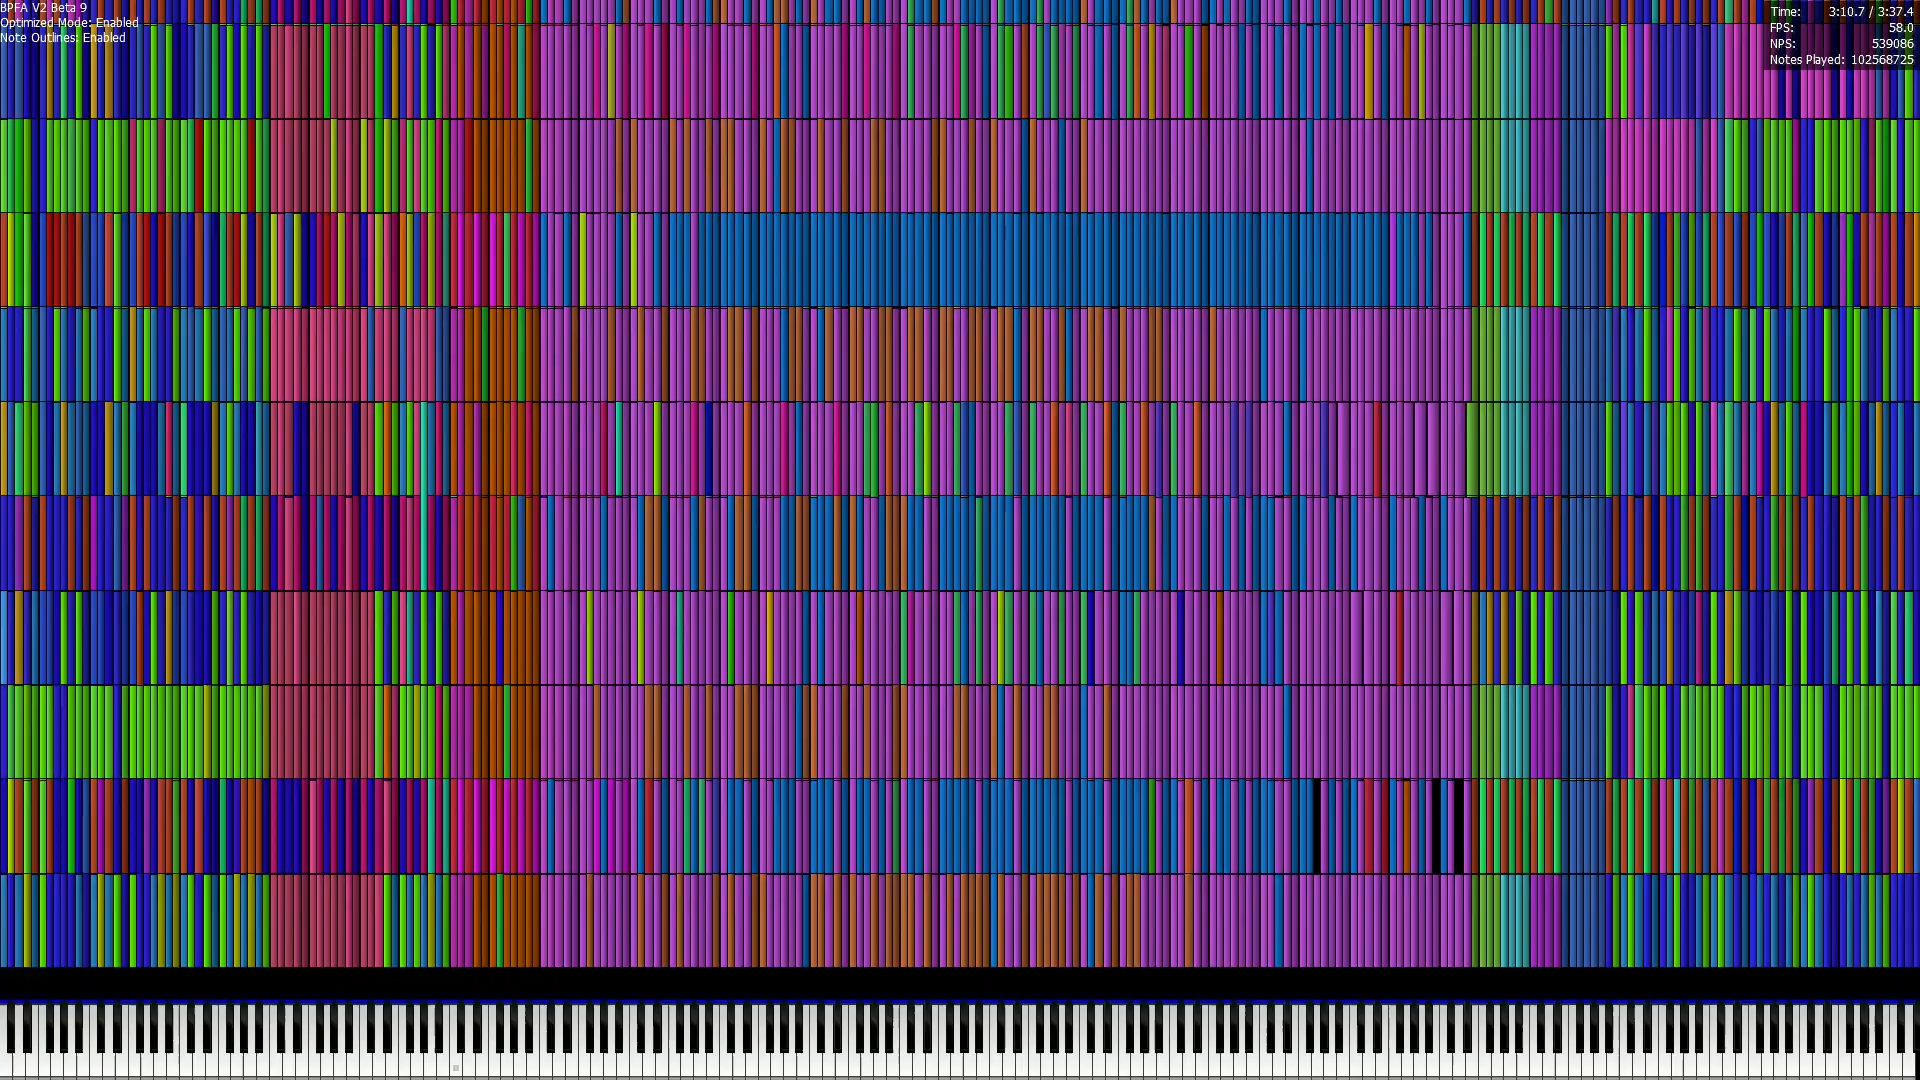 BPFA V2 Beta 9
Optimized Mode: Enabled
Note Outlines: Enabled
Time: 3:10.7 / 3:37.4
FPS: 58.0
NPS: 539086
Notes Played: 102568725